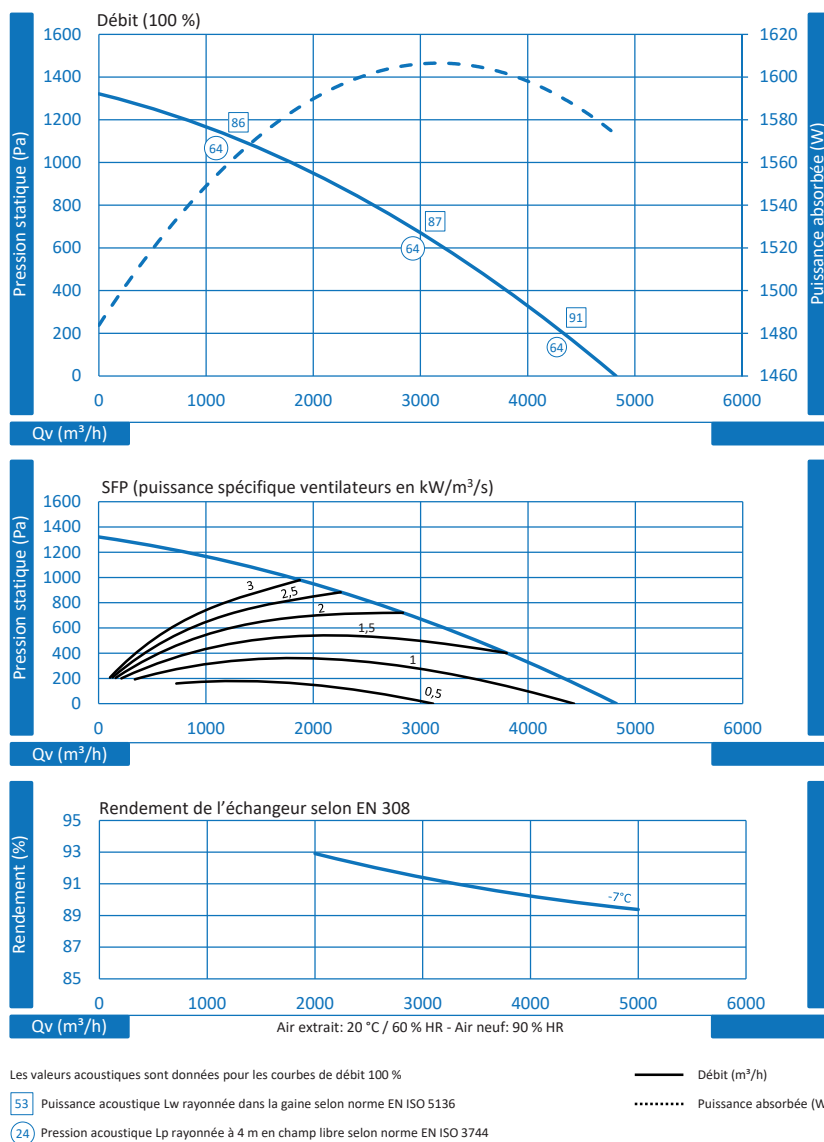 Débit (100 %)
Pression statique (Pa)
1600
1400
1200
1000
800
600
400
200
0
86
64
87
64
91
64
1620
1600
1580
1560
1540
1520
1500
1480
1460
Puissance absorbée (W)
0 1000 2000 3000 4000 5000 6000
Qv (m³/h)
SFP (puissance spécifique ventilateurs en kW/m³/s)
Pression statique (Pa)
1600
1400
1200
1000
800
600
400
200
0
3
2,5
2
1,5
1
0,5
0 1000 2000 3000 4000 5000 6000
Qv (m³/h)
Rendement de l’échangeur selon EN 308
Rendement (%)
95
93
91
89
87
85
-7°C
0 1000 2000 3000 4000 5000 6000
Qv (m³/h)
Air extrait: 20 °C / 60 % HR - Air neuf: 90 % HR
Les valeurs acoustiques sont données pour les courbes de débit 100 %
Débit (m³/h)
53 Puissance acoustique Lw rayonnée dans la gaine selon norme EN ISO 5136
Puissance absorbée (W
24 Pression acoustique Lp rayonnée à 4 m en champ libre selon norme EN ISO 3744